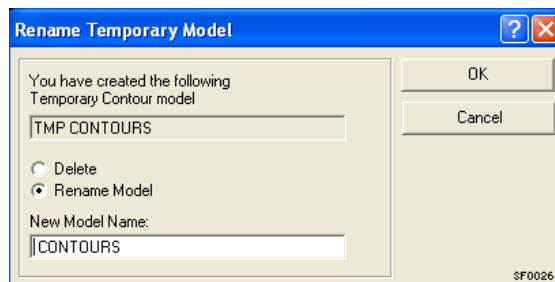 Rename Temporary Model
?
X
You have created the following
Temporary Contour model
TMP CONTOURS
Delete
Rename Model
New Model Name:
CONTOURS
OK
Cancel
SF0026